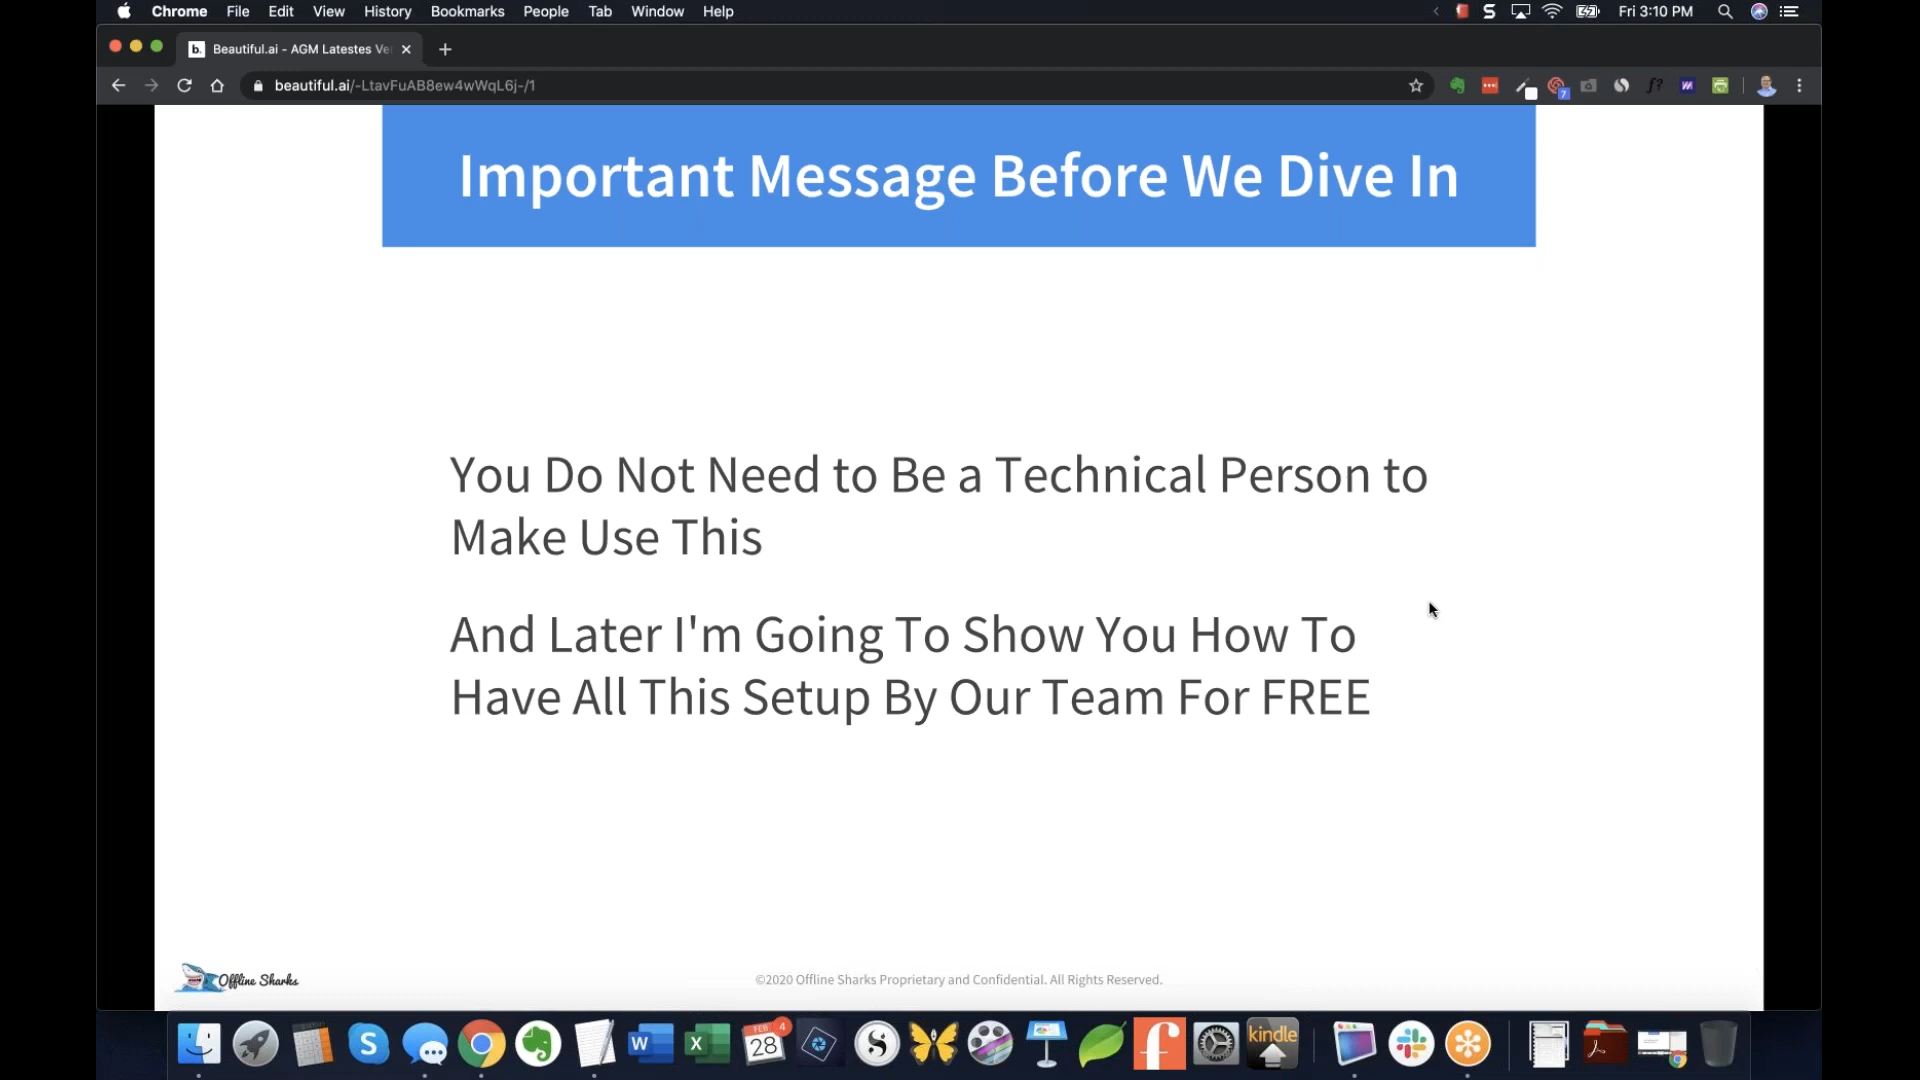 Chrome File Edit View History Bookmarks People Tab Window Help
Fri 3:10 PM
Beautiful.ai - AGM Latestes Ve
beautiful.ai/-LtavFuAB8ew4wWqL6j-/1
7
Important Message Before We Dive In
You Do Not Need to Be a Technical Person to
Make Use This
And Later I'm Going To Show You How To
Have All This Setup By Our Team For FREE
Offline Sharks
©2020 Offline Sharks Proprietary and Confidential. All Rights Reserved.
FEB 4
28
kindle